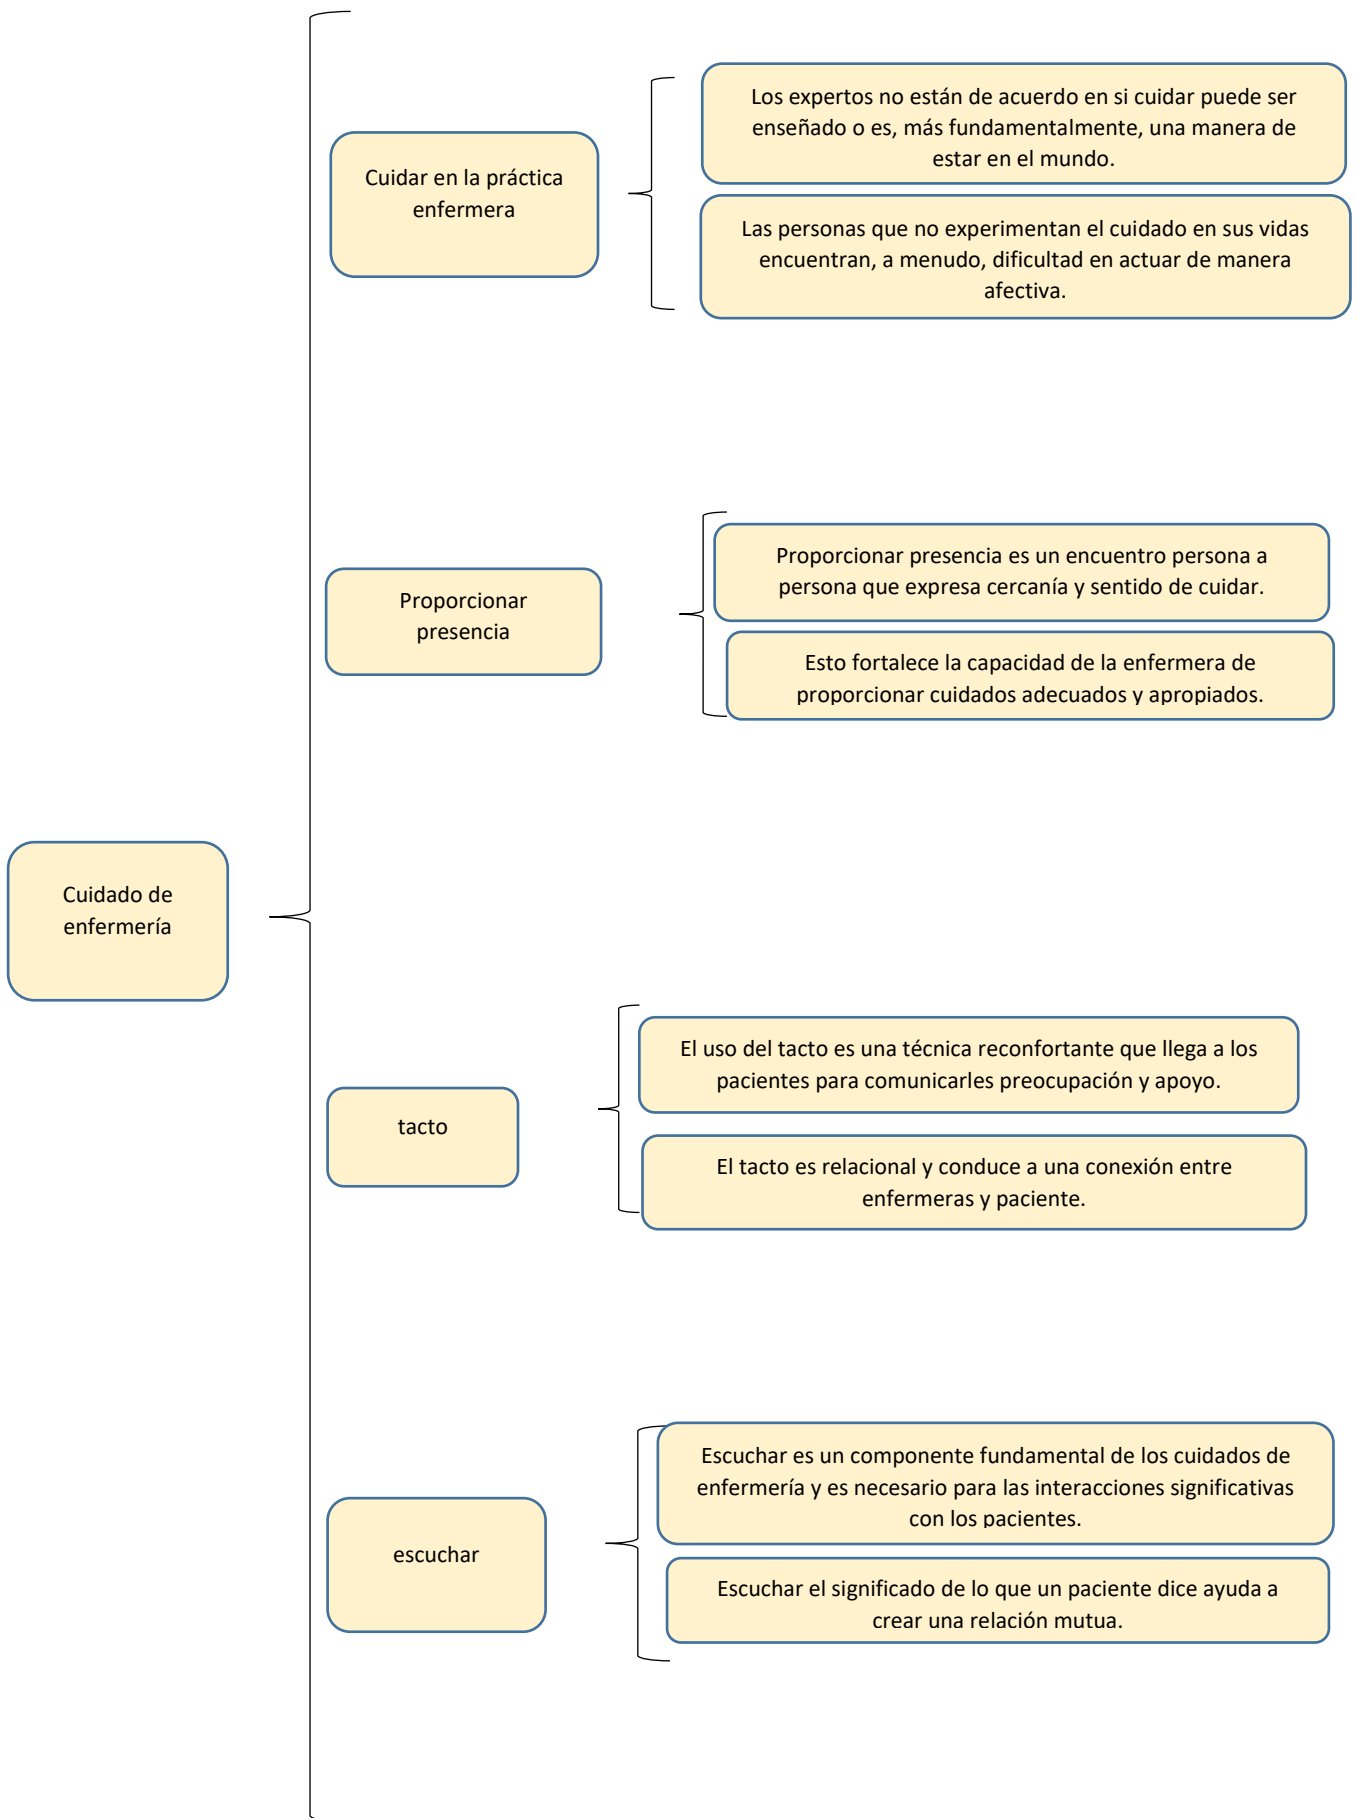 Cuidado de
enfermería
Cuidar en la práctica
enfermera
Los expertos no están de acuerdo en si cuidar puede ser
enseñado o es, más fundamentalmente, una manera de
estar en el mundo.
Las personas que no experimentan el cuidado en sus vidas
encuentran, a menudo, dificultad en actuar de manera
afectiva.
Proporcionar
presencia
Proporcionar presencia es un encuentro persona a
persona que expresa cercanía y sentido de cuidar.
Esto fortalece la capacidad de la enfermera de
proporcionar cuidados adecuados y apropiados.
tacto
El uso del tacto es una técnica reconfortante que llega a los
pacientes para comunicarles preocupación y apoyo.
El tacto es relacional y conduce a una conexión entre
enfermeras y paciente.
escuchar
Escuchar es un componente fundamental de los cuidados de
enfermería y es necesario para las interacciones significativas
con los pacientes.
Escuchar el significado de lo que un paciente dice ayuda a
crear una relación mutua.